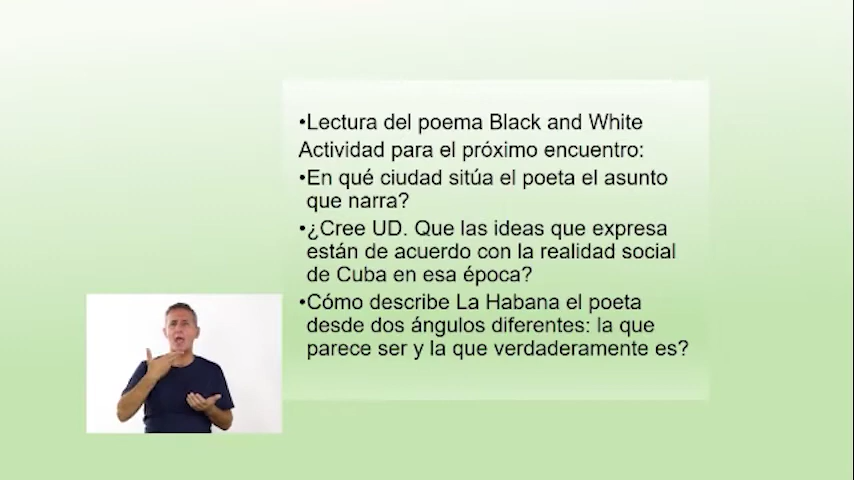 •Lectura del poema Black and White
Actividad para el próximo encuentro:
•En qué ciudad sitúa el poeta el asunto
que narra?
•¿Cree UD. Que las ideas que expresa
están de acuerdo con la realidad social
de Cuba en esa época?
•Cómo describe La Habana el poeta
desde dos ángulos diferentes: la que
parece ser y la que verdaderamente es?